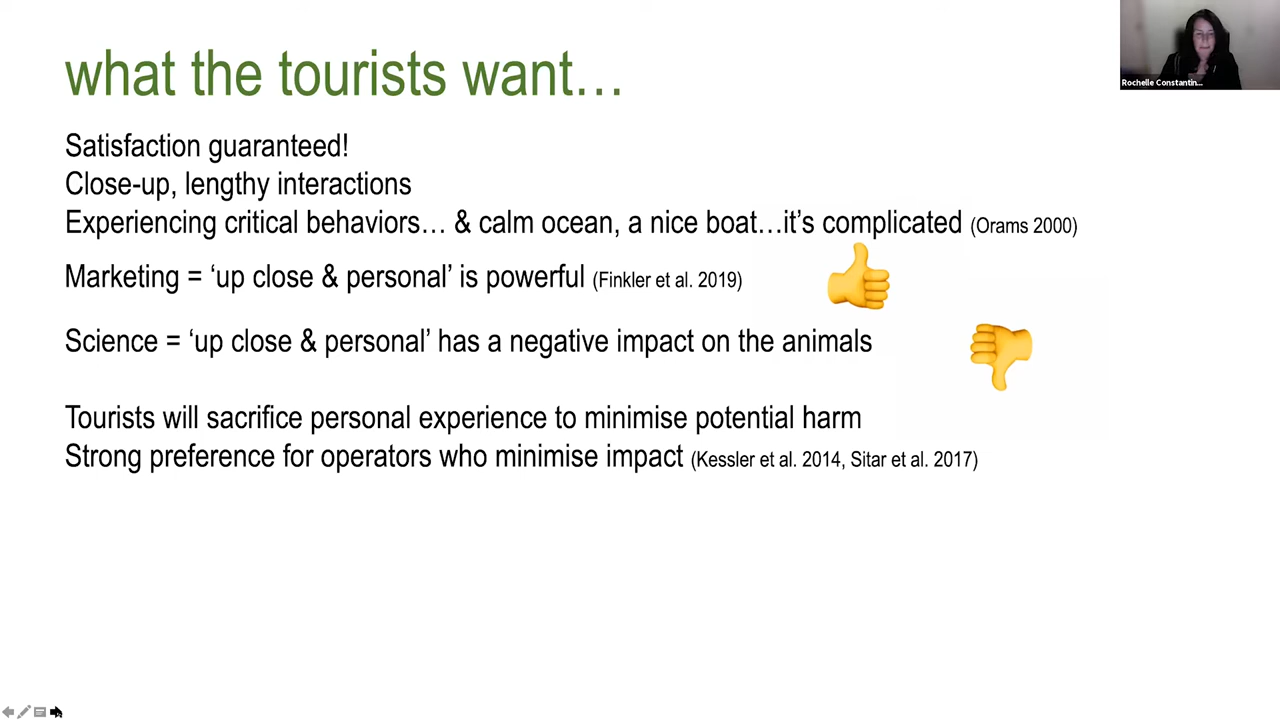 what the tourists want…
Rochelle Constantin...
Satisfaction guaranteed!
Close-up, lengthy interactions
Experiencing critical behaviors… & calm ocean, a nice boat…it’s complicated (Orams 2000)
Marketing = ‘up close & personal’ is powerful (Finkler et al. 2019)
Science = ‘up close & personal’ has a negative impact on the animals
Tourists will sacrifice personal experience to minimise potential harm
Strong preference for operators who minimise impact (Kessler et al. 2014, Sitar et al. 2017)